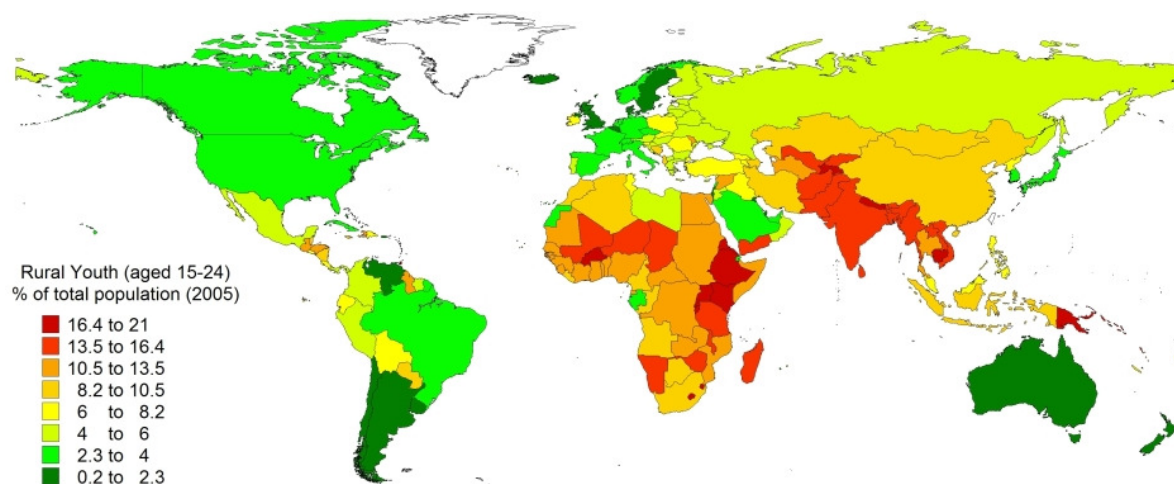 Rural Youth (aged 15-24)
% of total population (2005)
16.4 to 21
13.5 to 16.4
10.5 to 13.5
8.2 to 10.5
6 to 8.2
4 to 6
2.3 to 4
0.2 to 2.3